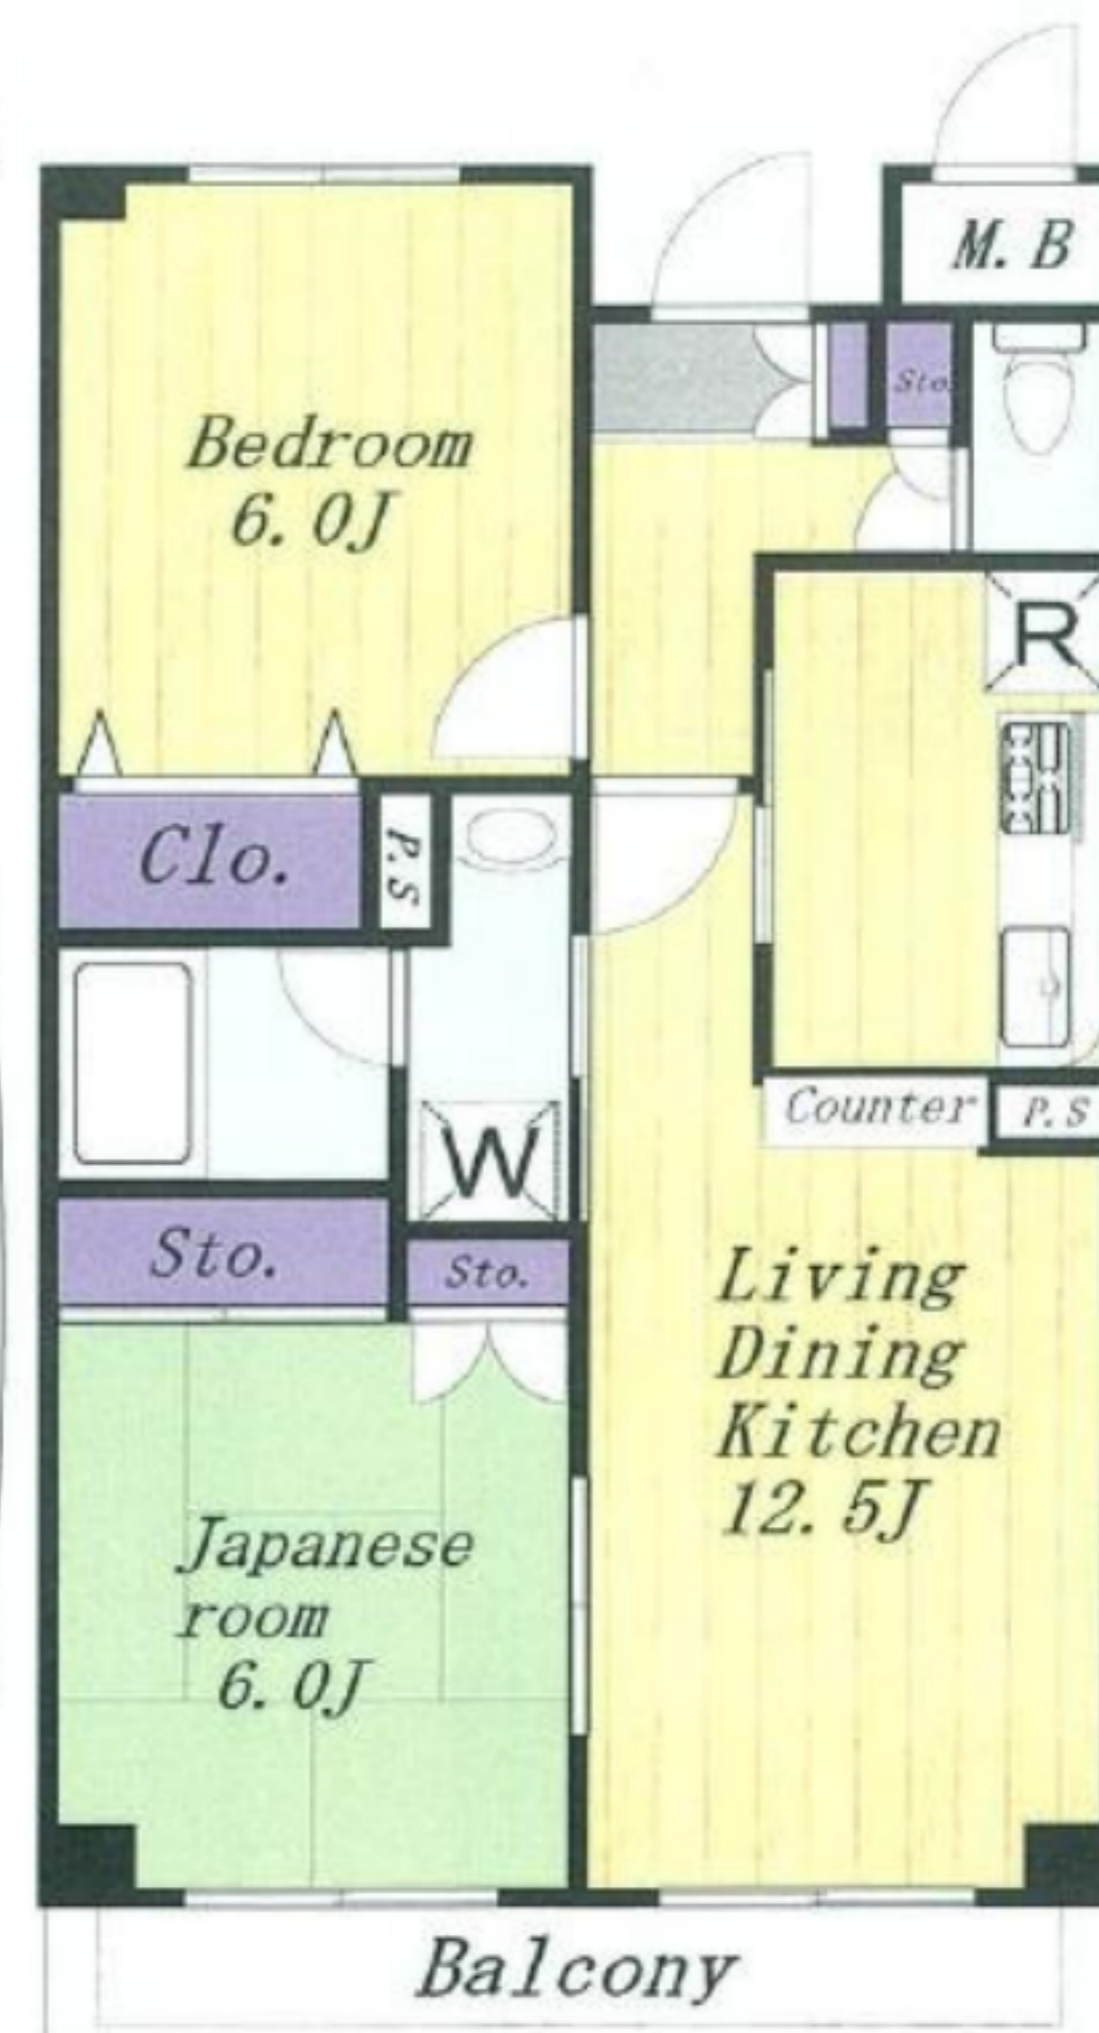 M.B
Sto.
Bedroom
6.0J
R
Clo.
P.S
Counter
P.S
W
Sto.
Sto.
Living
Dining
Kitchen
12.5J
Japanese
room
6.0J
Balcony